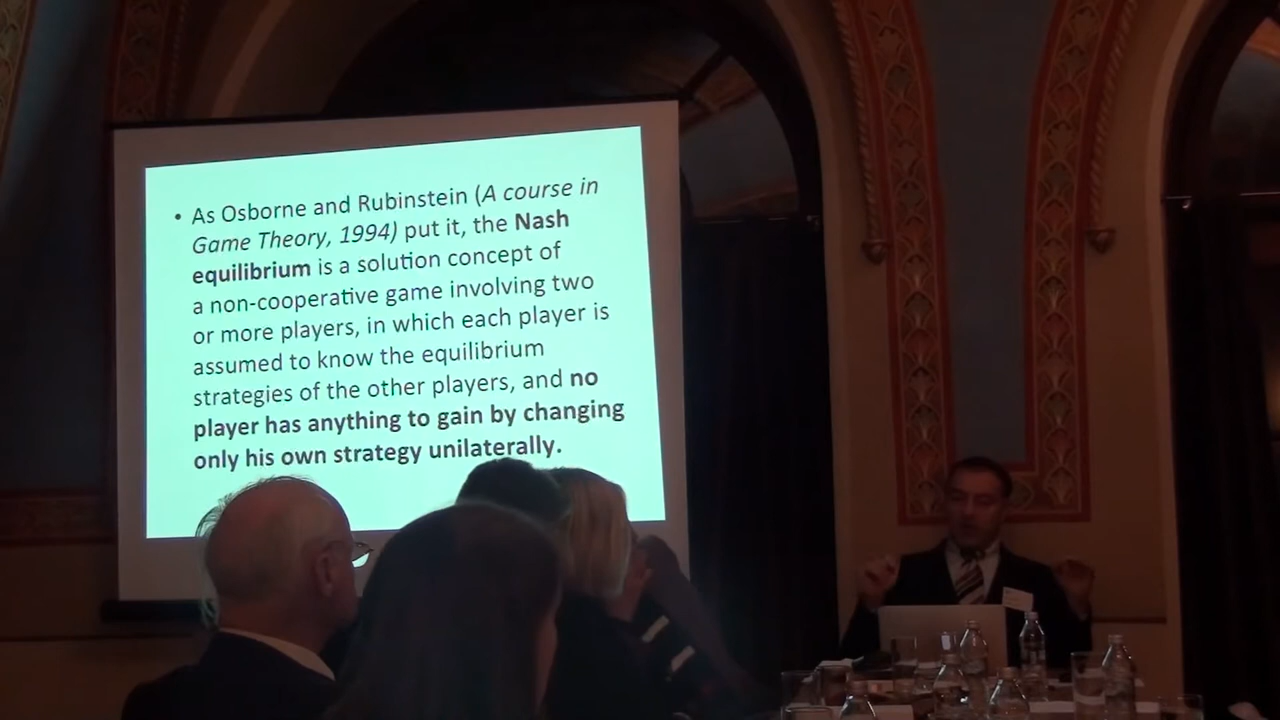 • As Osborne and Rubinstein (A course in
Game Theory, 1994) put it, the Nash
equilibrium is a solution concept of
a non-cooperative game involving two
or more players, in which each player is
assumed to know the equilibrium
strategies of the other players, and no
player has anything to gain by changing
only his own strategy unilaterally.